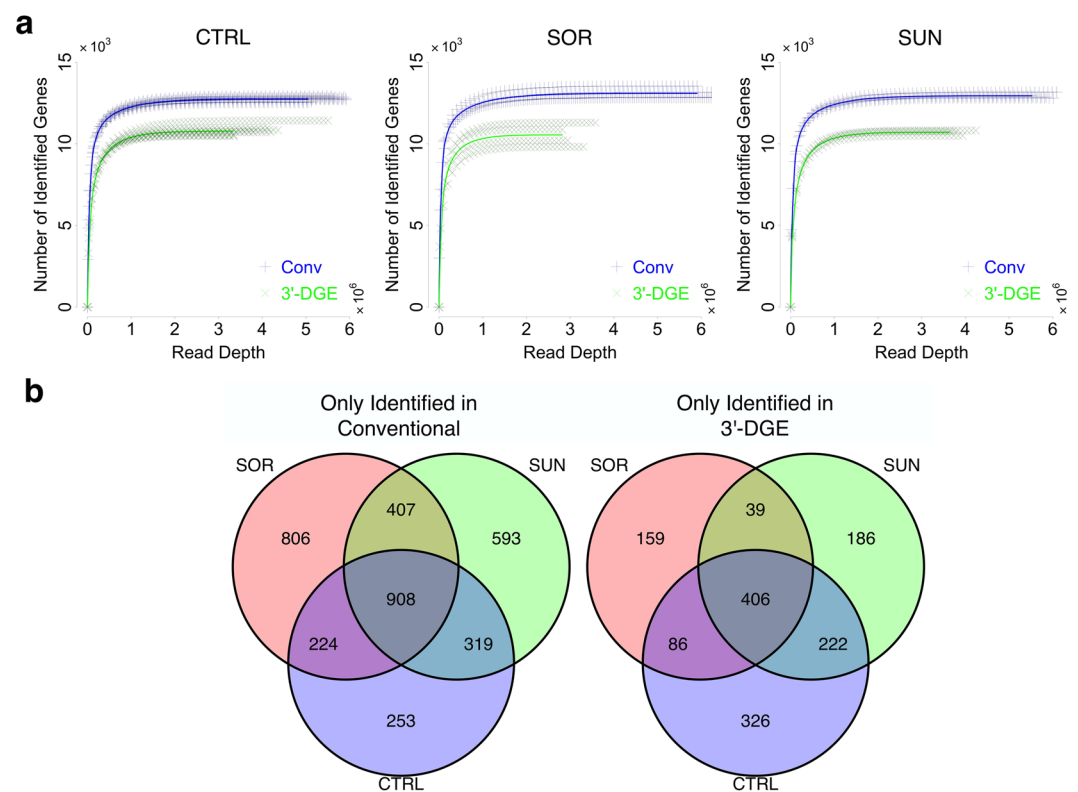 a
CTRL
× 10³
Number of Identified Genes
0
5
10
15
Conv
3'-DGE
0 1 2 3 4 5 6
× 10⁶
Read Depth
SOR
× 10³
Number of Identified Genes
0
5
10
15
Conv
3'-DGE
0 1 2 3 4 5 6
× 10⁶
Read Depth
SUN
× 10³
Number of Identified Genes
0
5
10
15
Conv
3'-DGE
0 1 2 3 4 5 6
× 10⁶
Read Depth
b
Only Identified in
Conventional
SOR
SUN
407
806
593
908
224
319
253
CTRL
Only Identified in
3'-DGE
SOR
SUN
39
159
186
406
86
222
326
CTRL